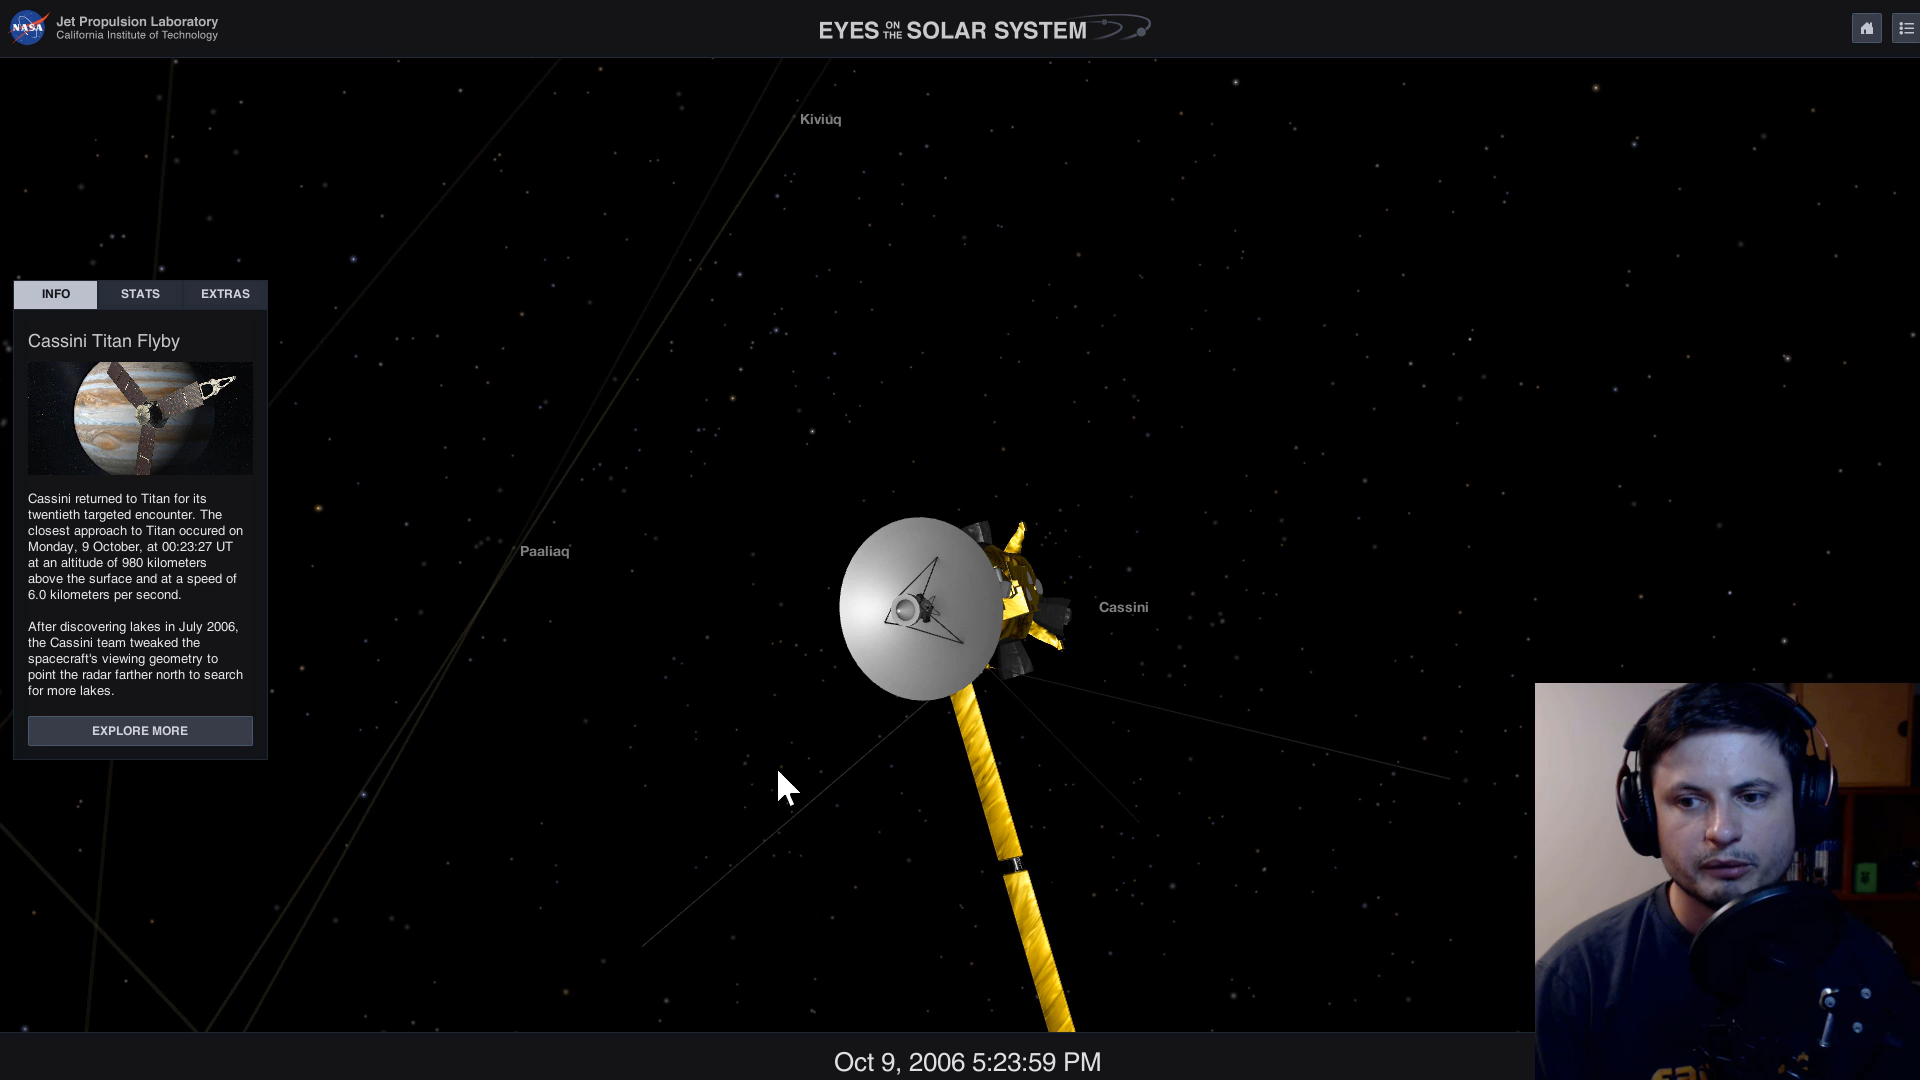 NASA
Jet Propulsion Laboratory
California Institute of Technology
EYES ON THE SOLAR SYSTEM
Kiviuq
INFO STATS EXTRAS
Cassini Titan Flyby
Cassini returned to Titan for its
twentieth targeted encounter. The
closest approach to Titan occured on
Monday, 9 October, at 00:23:27 UT
at an altitude of 980 kilometers
above the surface and at a speed of
6.0 kilometers per second.
After discovering lakes in July 2006,
the Cassini team tweaked the
spacecraft's viewing geometry to
point the radar farther north to search
for more lakes.
EXPLORE MORE
Paaliaq
Cassini
Oct 9, 2006 5:23:59 PM